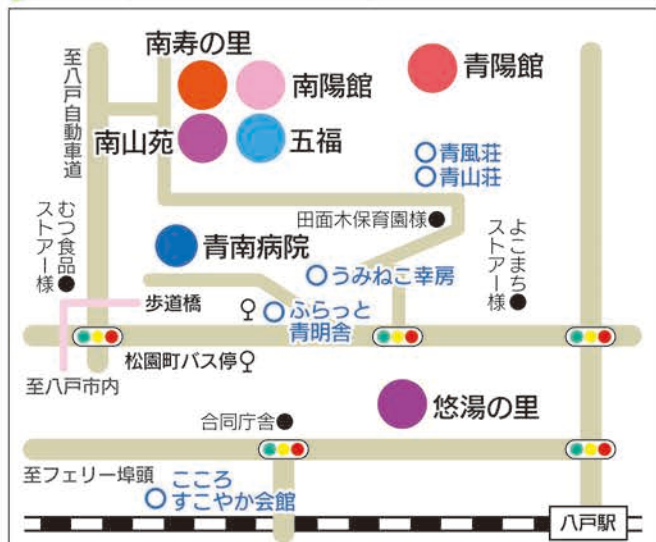 至八戸自動車道
南寿の里
南陽館
青陽館
南山苑
五福
青風荘
青山荘
むつ食品
ストアー様
田面木保育園様
よこまち
ストアー様
青南病院
うみねこ幸房
歩道橋
ふらっと
青明舎
松園町バス停
至八戸市内
悠湯の里
合同庁舎
至フェリー埠頭
こころ
すこやか会館
八戸駅